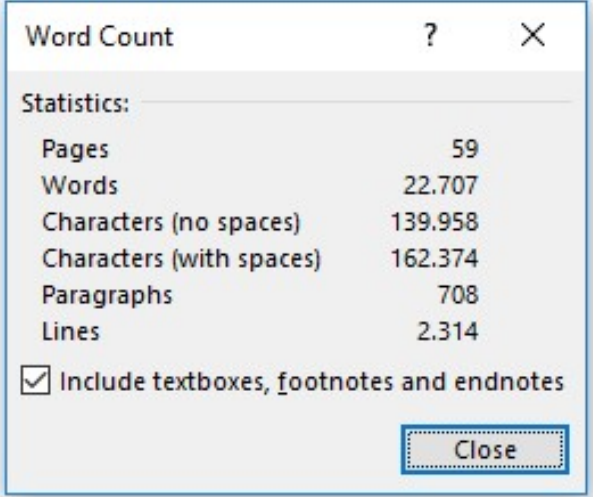 Word Count ?
Statistics:
Pages 59
Words 22.707
Characters (no spaces) 139.958
Characters (with spaces) 162.374
Paragraphs 708
Lines 2.314
Include textboxes, footnotes and endnotes
Close